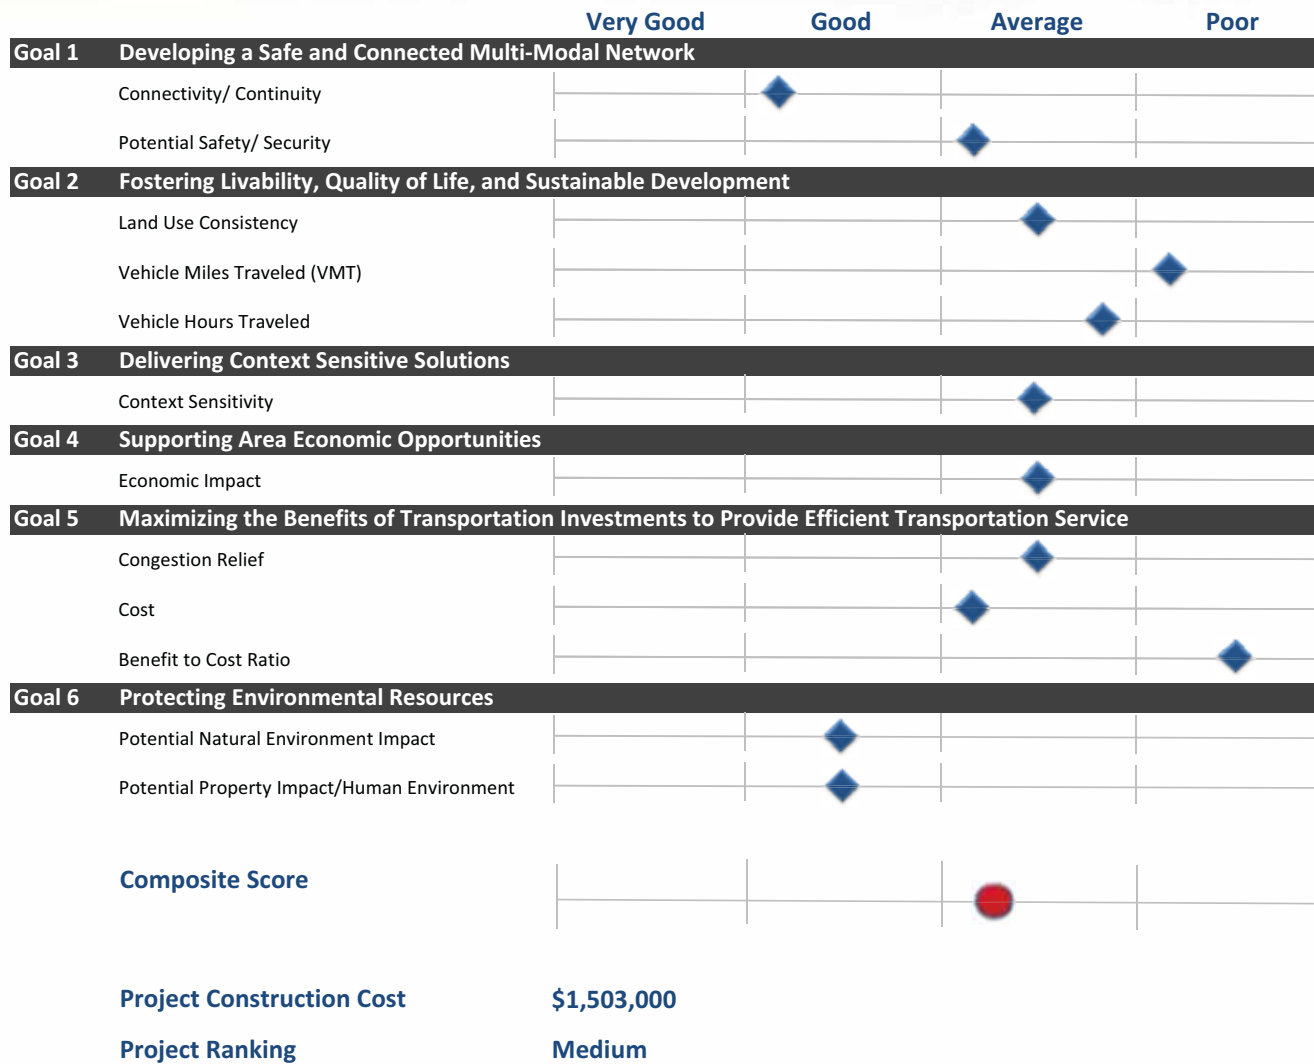 Very Good Good Average Poor
Goal 1 Developing a Safe and Connected Multi-Modal Network
Connectivity/ Continuity
Potential Safety/ Security
Goal 2 Fostering Livability, Quality of Life, and Sustainable Development
Land Use Consistency
Vehicle Miles Traveled (VMT)
Vehicle Hours Traveled
Goal 3 Delivering Context Sensitive Solutions
Context Sensitivity
Goal 4 Supporting Area Economic Opportunities
Economic Impact
Goal 5 Maximizing the Benefits of Transportation Investments to Provide Efficient Transportation Service
Congestion Relief
Cost
Benefit to Cost Ratio
Goal 6 Protecting Environmental Resources
Potential Natural Environment Impact
Potential Property Impact/Human Environment
Composite Score
Project Construction Cost $1,503,000
Project Ranking Medium